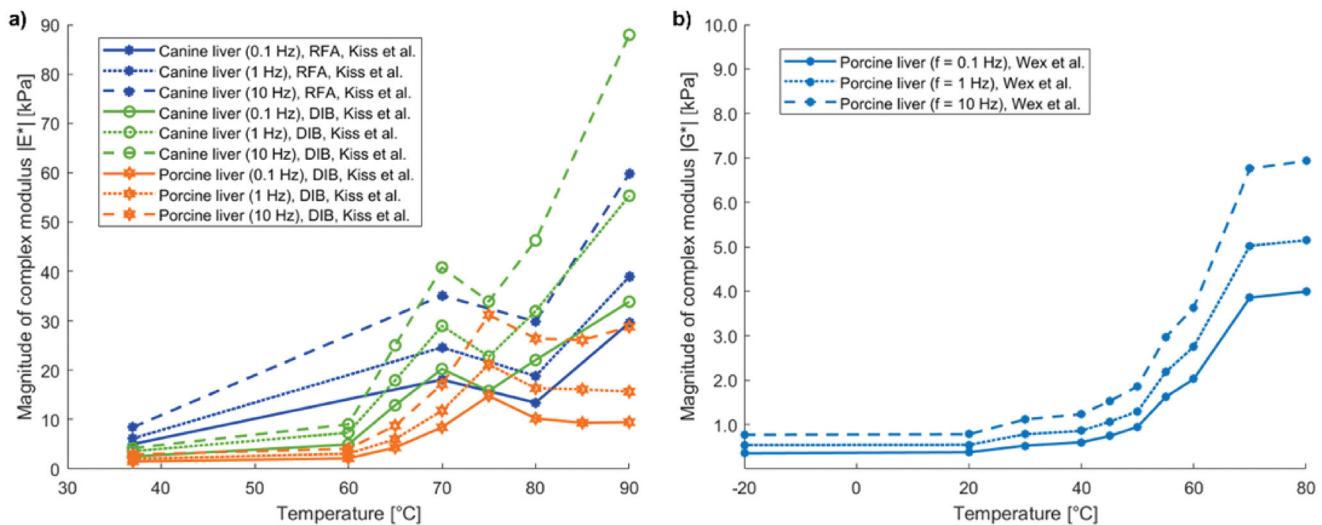 a)
Magnitude of complex modulus |E*| [kPa]
90
80
70
60
50
40
30
20
10
0
Canine liver (0.1 Hz), RFA, Kiss et al.
Canine liver (1 Hz), RFA, Kiss et al.
Canine liver (10 Hz), RFA, Kiss et al.
Canine liver (0.1 Hz), DIB, Kiss et al.
Canine liver (1 Hz), DIB, Kiss et al.
Canine liver (10 Hz), DIB, Kiss et al.
Porcine liver (0.1 Hz), DIB, Kiss et al.
Porcine liver (1 Hz), DIB, Kiss et al.
Porcine liver (10 Hz), DIB, Kiss et al.
30 40 50 60 70 80 90
Temperature [°C]
b)
Magnitude of complex modulus |G*| [kPa]
10.0
9.0
8.0
7.0
6.0
5.0
4.0
3.0
2.0
1.0
Porcine liver (f = 0.1 Hz), Wex et al.
Porcine liver (f = 1 Hz), Wex et al.
Porcine liver (f = 10 Hz), Wex et al.
-20 0 20 40 60 80
Temperature [°C]